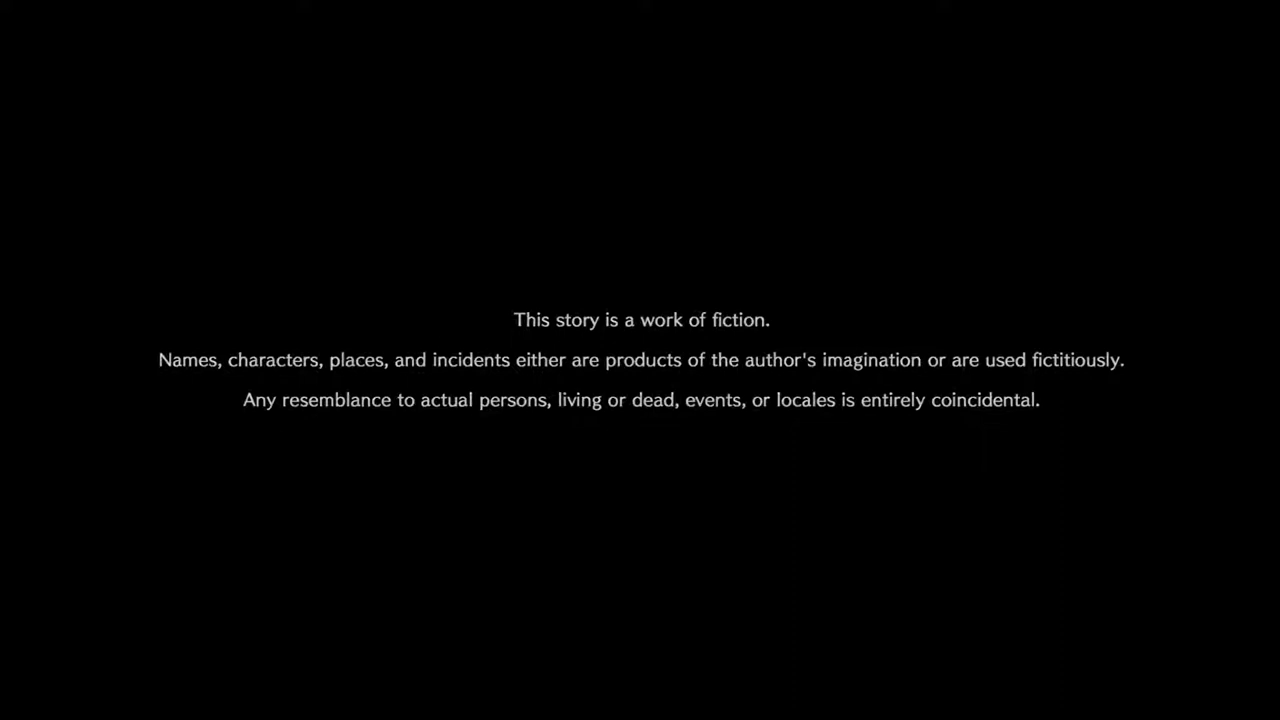 This story is a work of fiction.
Names, characters, places, and incidents either are products of the author's imagination or are used fictitiously.
Any resemblance to actual persons, living or dead, events, or locales is entirely coincidental.